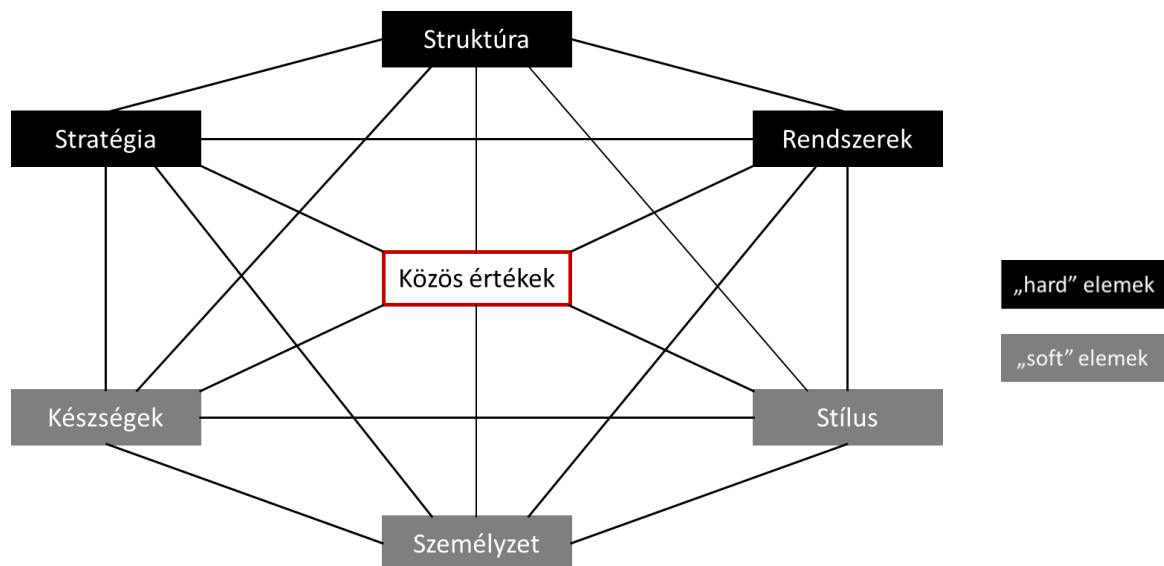 Struktúra
Stratégia
Rendszerek
Közös értékek
„hard” elemek
„soft” elemek
Készségek
Stílus
Személyzet